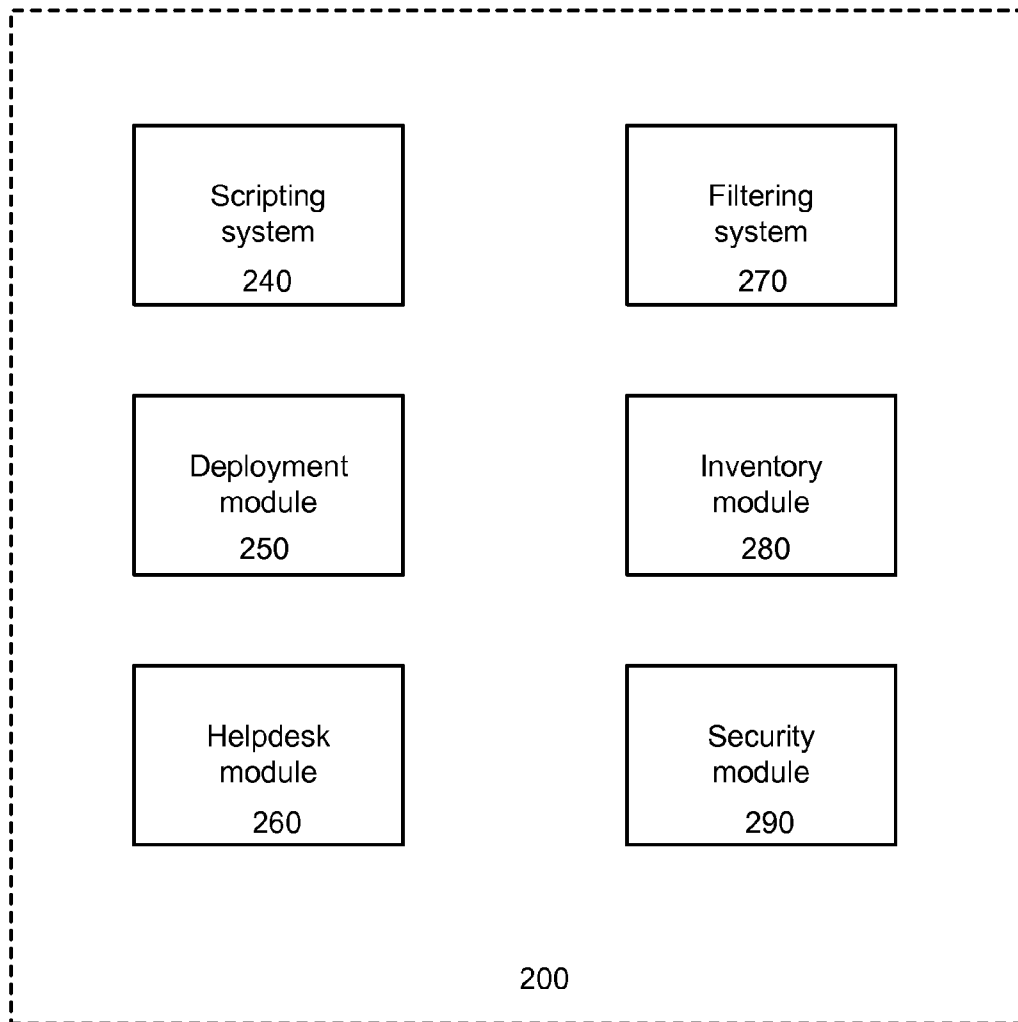 Scripting
system
240
Filtering
system
270
Deployment
module
250
Inventory
module
280
Helpdesk
module
260
Security
module
290
200